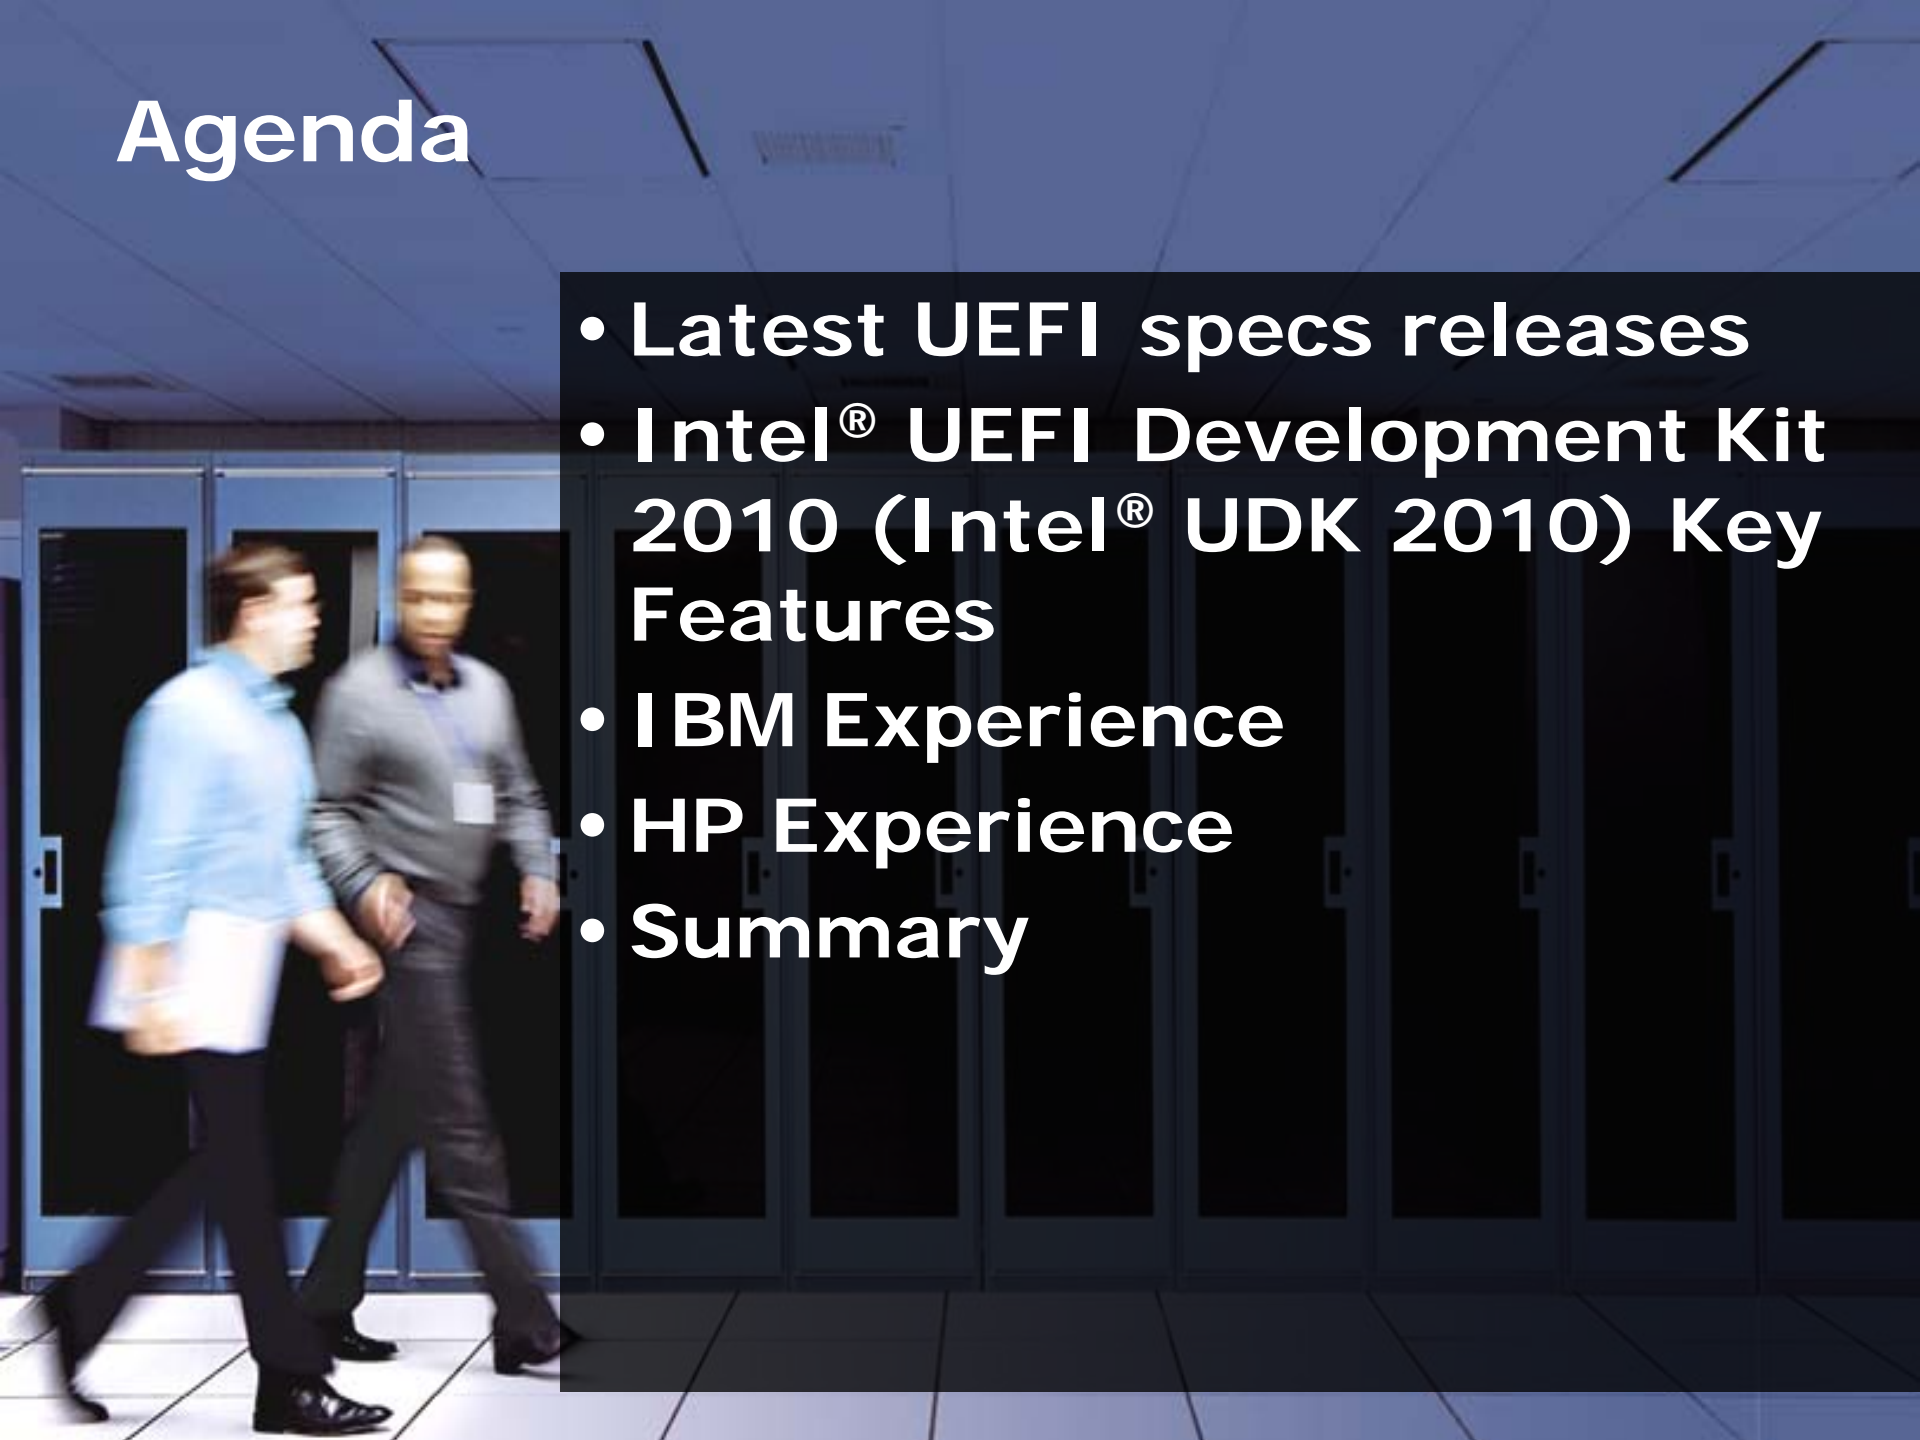 Agenda
• Latest UEFI specs releases
• Intel® UEFI Development Kit
2010 (Intel® UDK 2010) Key
Features
• IBM Experience
• HP Experience
• Summary